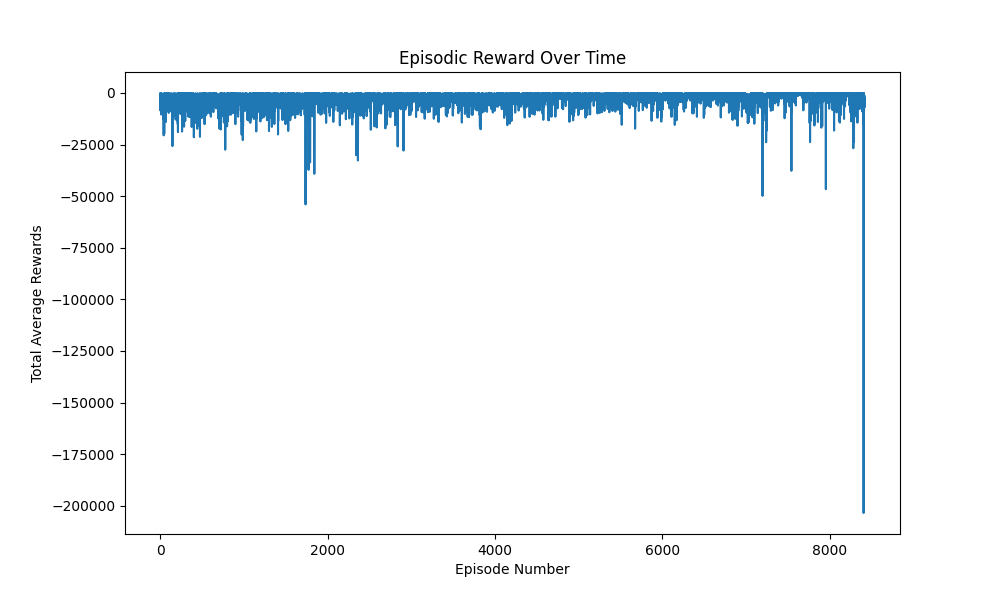 Episodic Reward Over Time
0
−25000
−50000
−75000
−100000
−125000
−150000
−175000
−200000
Total Average Rewards
0 2000 4000 6000 8000
Episode Number